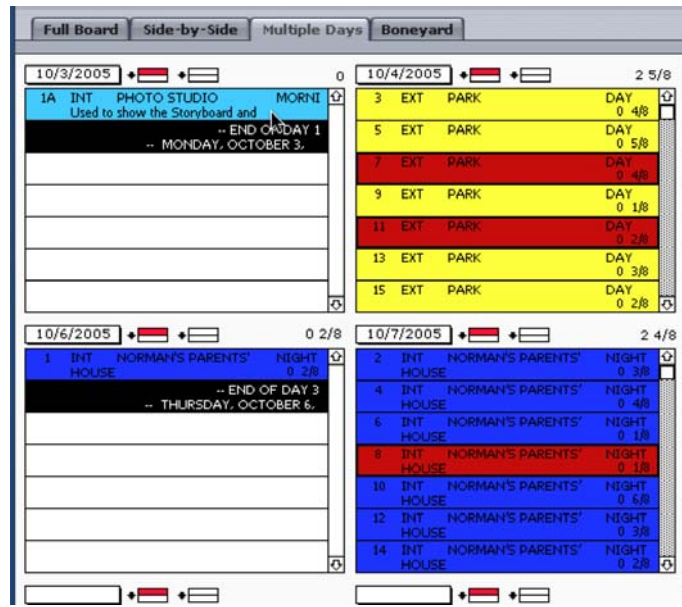 Full Board Side-by-Side Multiple Days Boneyard
10/3/2005 0
1A INT PHOTO STUDIO MORNI
Used to show the Storyboard and
-- END OF DAY 1
-- MONDAY, OCTOBER 3,
10/4/2005 2 5/8
3 EXT PARK DAY
0 4/8
5 EXT PARK DAY
0 5/8
7 EXT PARK DAY
0 4/8
9 EXT PARK DAY
0 1/8
11 EXT PARK DAY
0 2/8
13 EXT PARK DAY
0 3/8
15 EXT PARK DAY
0 2/8
10/6/2005 0 2/8
1 INT NORMAN'S PARENTS' NIGHT
HOUSE 0 2/8
-- END OF DAY 3
-- THURSDAY, OCTOBER 6,
10/7/2005 2 4/8
2 INT NORMAN'S PARENTS' NIGHT
HOUSE 0 3/8
4 INT NORMAN'S PARENTS' NIGHT
HOUSE 0 4/8
6 INT NORMAN'S PARENTS' NIGHT
HOUSE 0 1/8
8 INT NORMAN'S PARENTS' NIGHT
HOUSE 0 1/8
10 INT NORMAN'S PARENTS' NIGHT
HOUSE 0 6/8
12 INT NORMAN'S PARENTS' NIGHT
HOUSE 0 3/8
14 INT NORMAN'S PARENTS' NIGHT
HOUSE 0 2/8